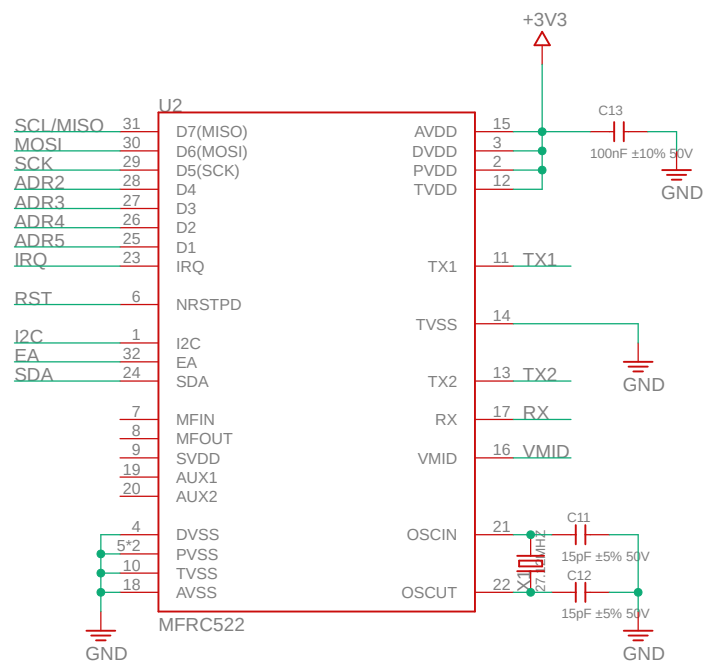 +3V3
U2
C13
100nF ±10% 50V
GND
SCL/MISO 31 D7(MISO) AVDD 15
MOSI 30 D6(MOSI) DVDD 3
SCK 29 D5(SCK) PVDD 2
ADR2 28 D4 TVDD 12
ADR3 27 D3
ADR4 26 D2
ADR5 25 D1
IRQ 23 IRQ TX1 11 TX1
RST 6 NRSTPD
TVSS 14
GND
I2C 1 I2C
EA 32 EA
SDA 24 SDA TX2 13 TX2
7 MFIN RX 17 RX
8 MFOUT
9 SVDD VMID 16 VMID
19 AUX1
20 AUX2
4 DVSS OSCIN 21
5*2 PVSS
10 TVSS
18 AVSS OSCUT 22
C11
15pF ±5% 50V
X1
C12
15pF ±5% 50V
MFRC522
GND
GND